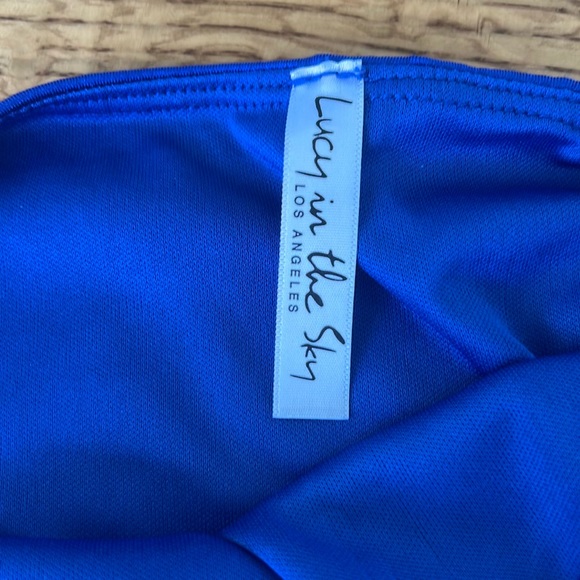 Lucy in the Sky
LOS ANGELES